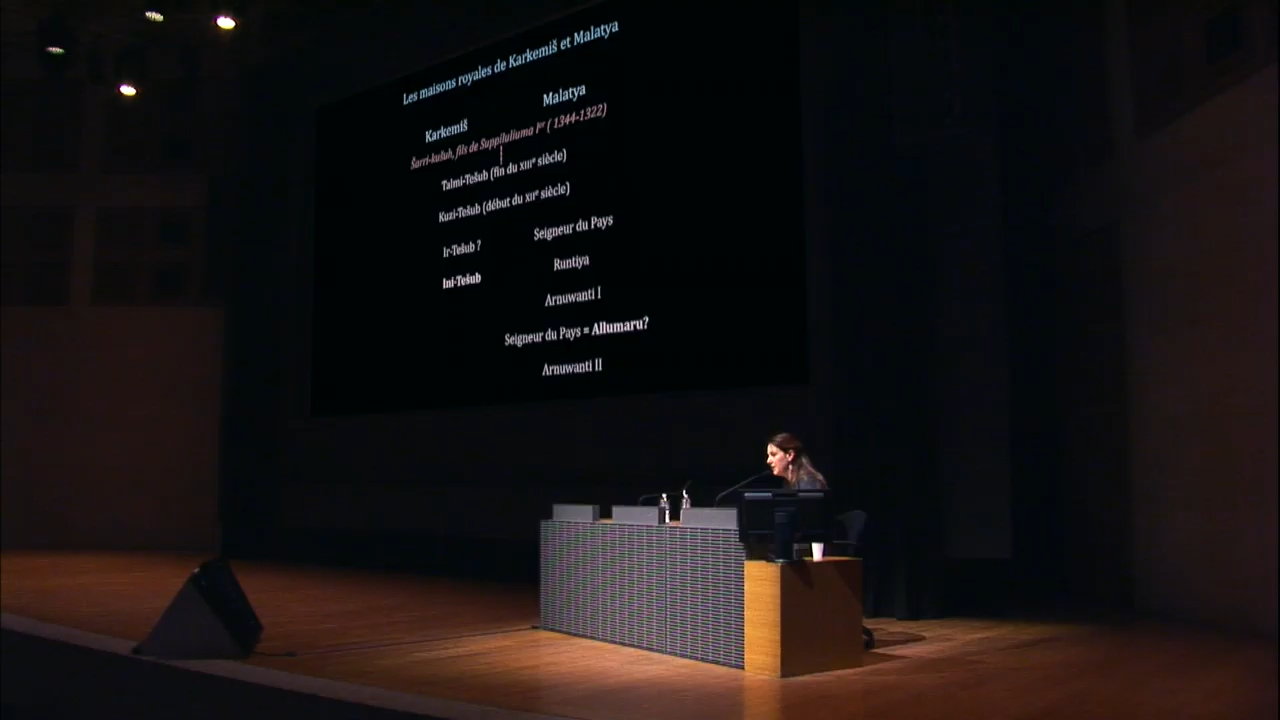 Les maisons royales de Karkemiš et Malatya
Karkemiš Malatya
Šarri-kušuh, fils de Suppiluliuma Iᵉʳ ( 1344-1322)
Talmi-Tešub (fin du XIIIᵉ siècle)
Kuzi-Tešub (début du XIIᵉ siècle)
Ir-Tešub ? Seigneur du Pays
Ini-Tešub Runtiya
Arnuwanti I
Seigneur du Pays = Allumaru?
Arnuwanti II